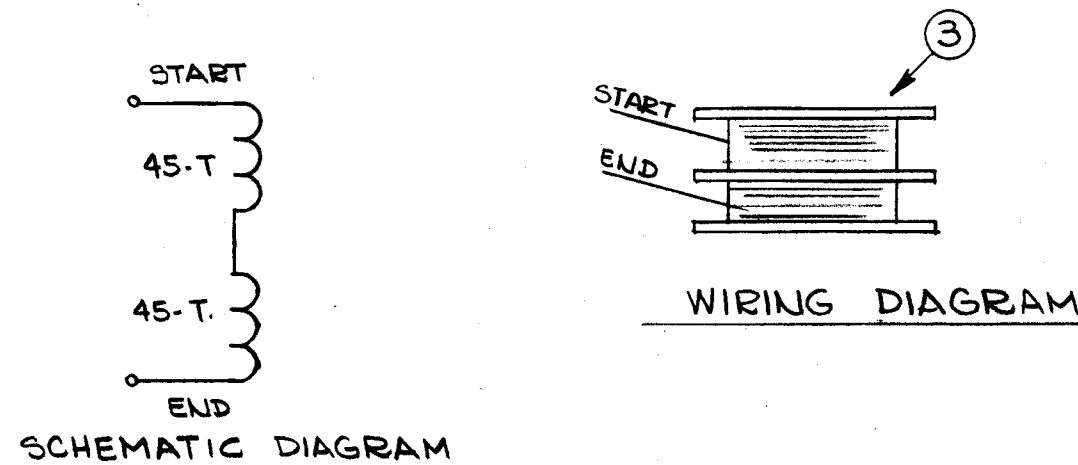 START
45-T
45-T.
END
SCHEMATIC DIAGRAM
3
START
END
WIRING DIAGRAM